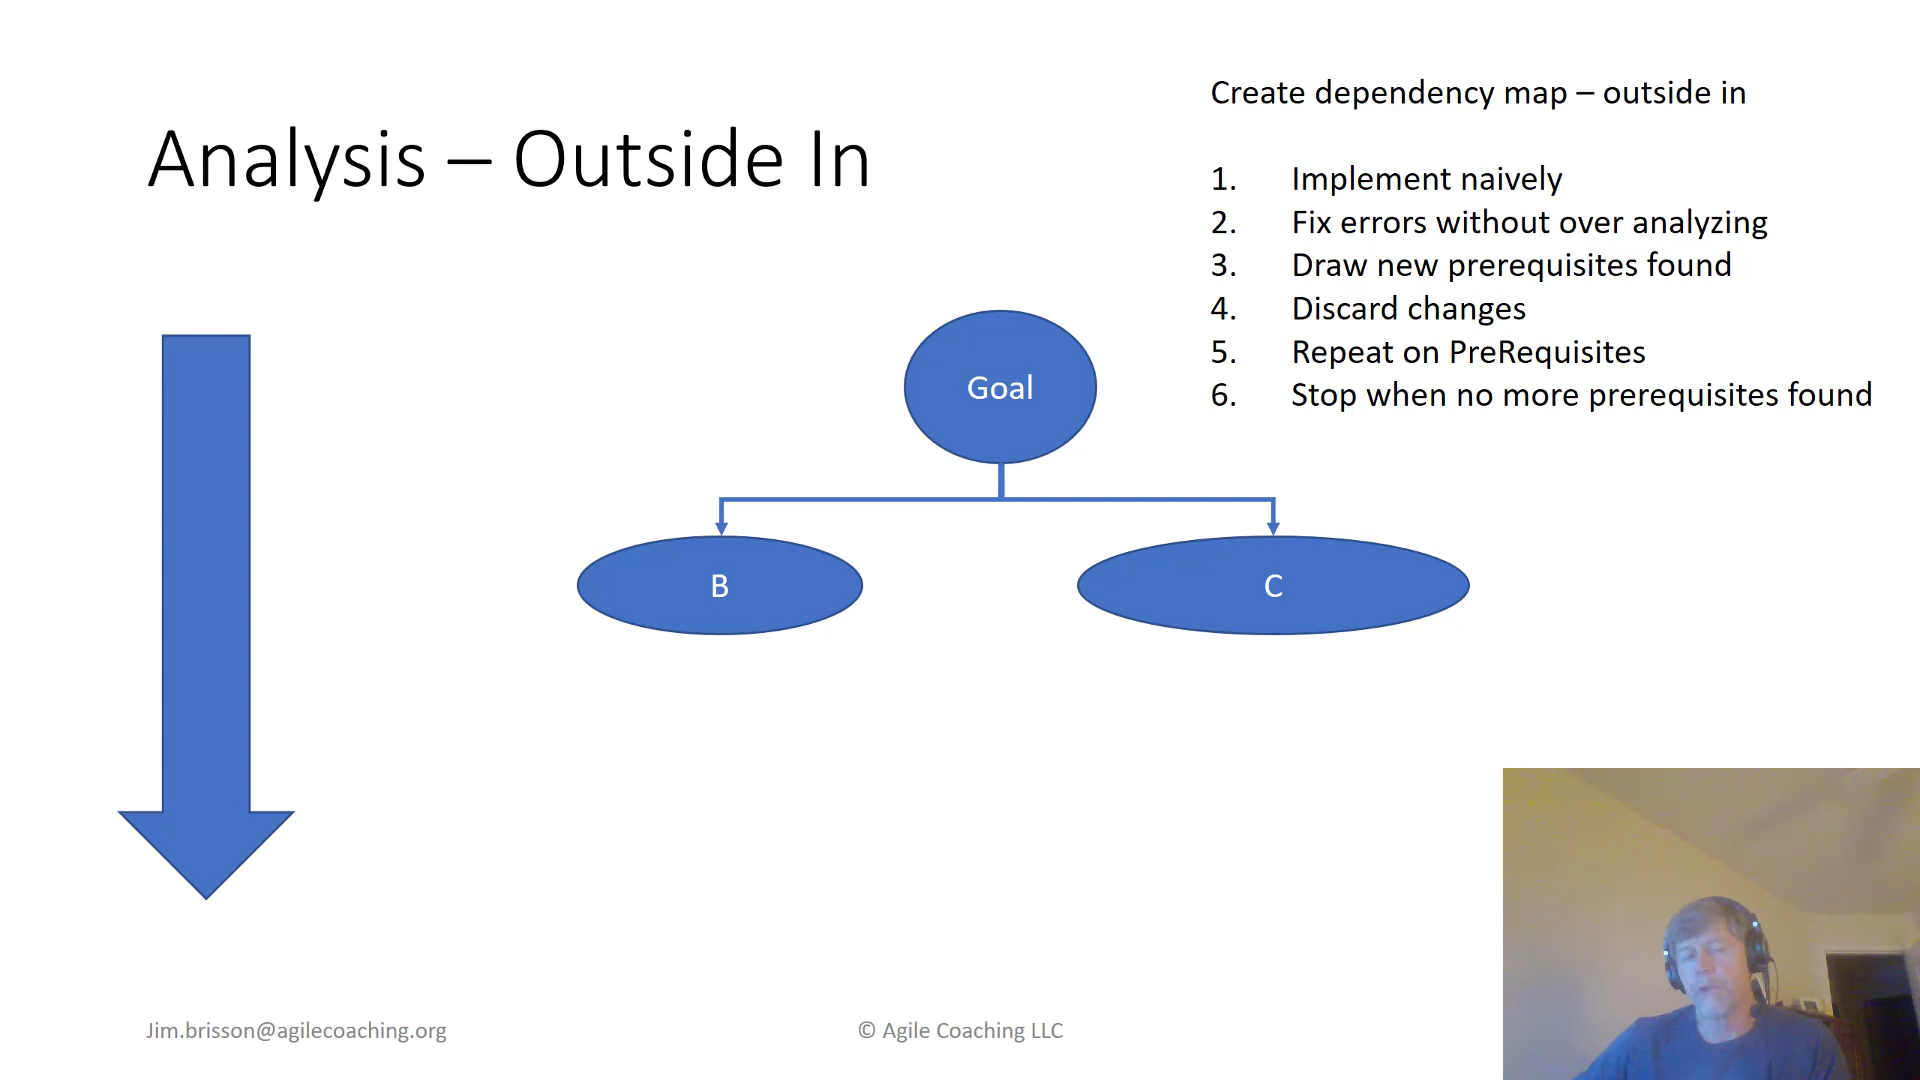 Analysis – Outside In
Create dependency map – outside in
1. Implement naively
2. Fix errors without over analyzing
3. Draw new prerequisites found
4. Discard changes
5. Repeat on PreRequisites
6. Stop when no more prerequisites found
Goal
B
C
Jim.brisson@agilecoaching.org
© Agile Coaching LLC